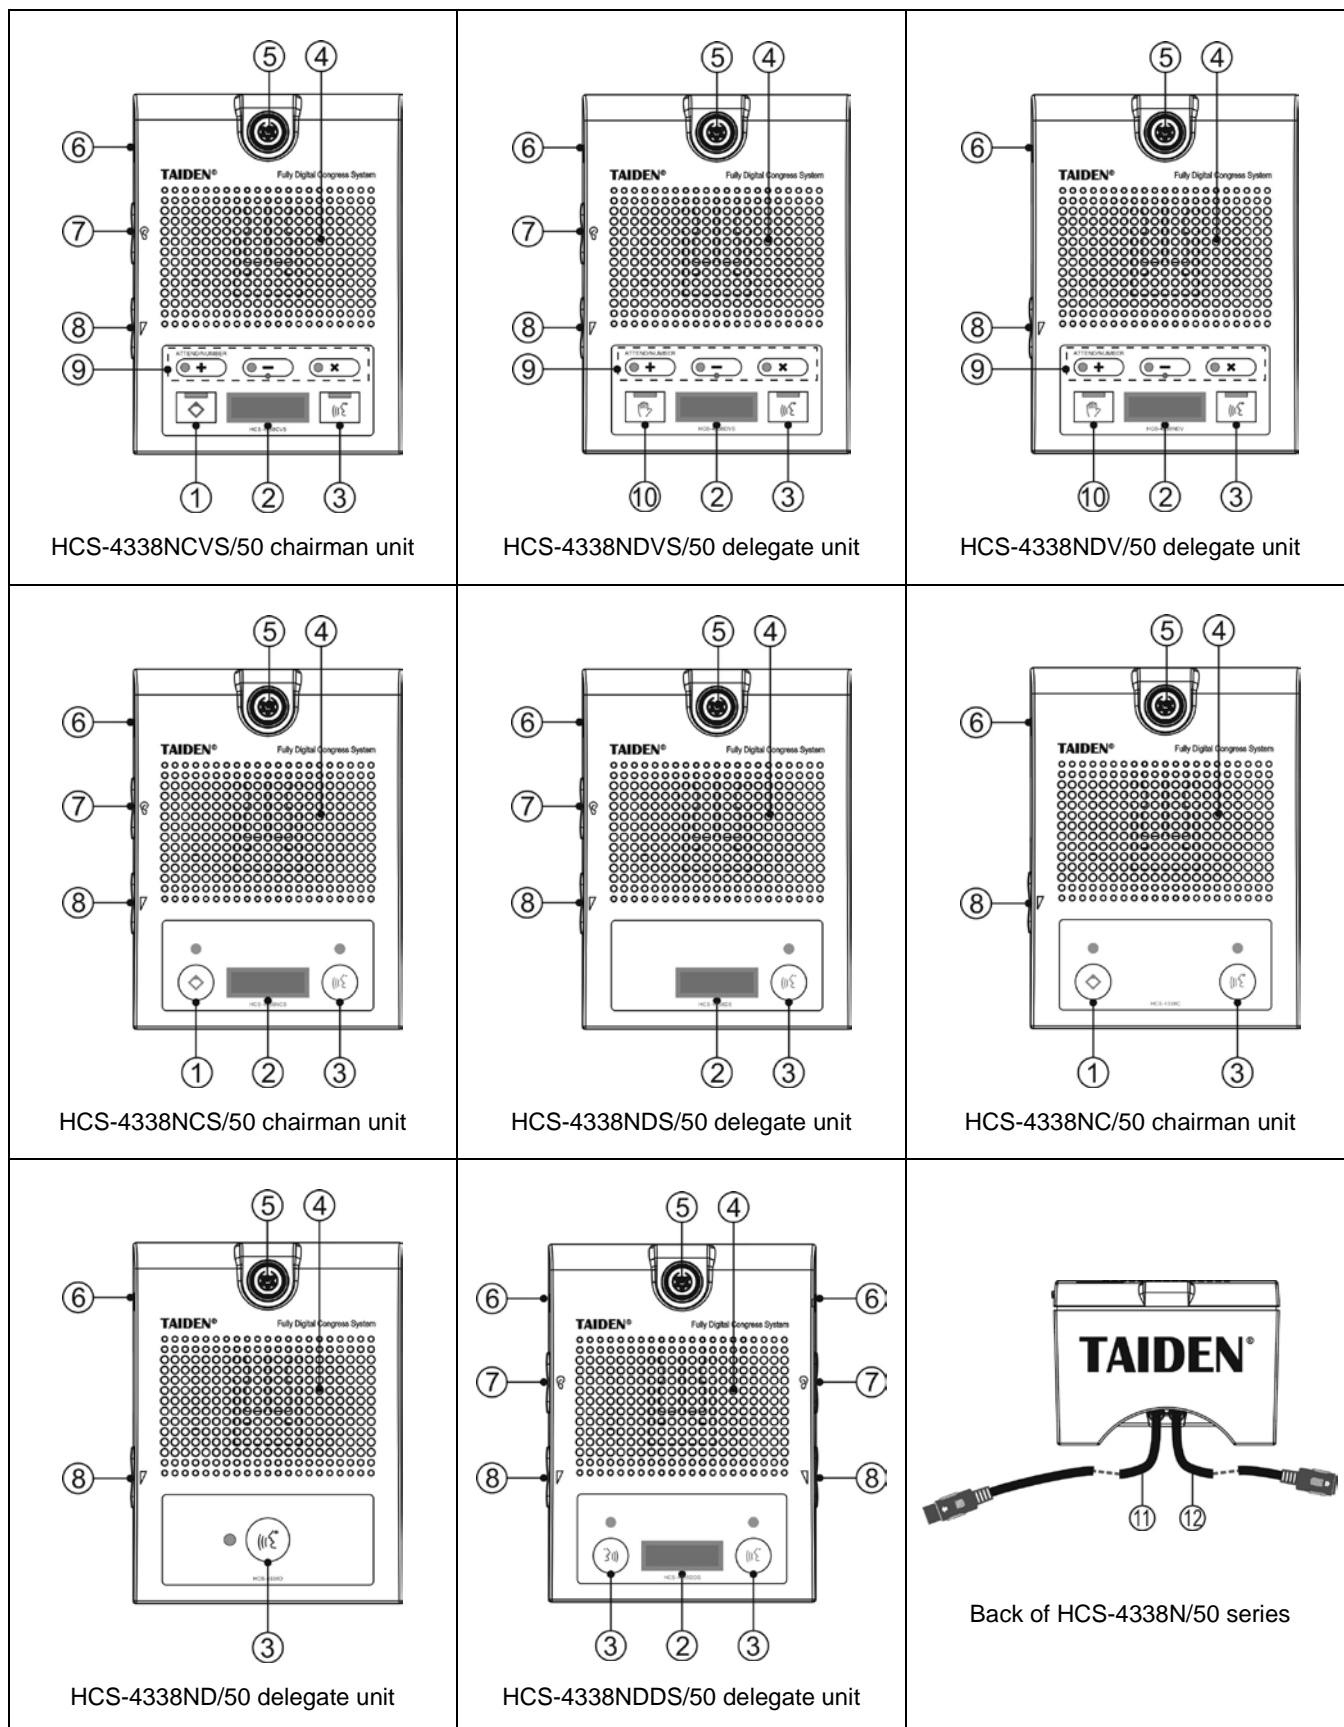 ⑤ ④
⑥
TAIDEN® Fully Digital Congress System
⑦
⑧
ATTEND/NUMBER
⑨ + − ×
① ② ③
HCS-4338NCVS/50 chairman unit
⑤ ④
⑥
TAIDEN® Fully Digital Congress System
⑦
⑧
ATTEND/NUMBER
⑨ + − ×
⑩ ② ③
HCS-4338NDVS/50 delegate unit
⑤ ④
⑥
TAIDEN® Fully Digital Congress System
⑧
ATTEND/NUMBER
⑨ + − ×
⑩ ② ③
HCS-4338NDV/50 delegate unit
⑤ ④
⑥
TAIDEN® Fully Digital Congress System
⑦
⑧
① ② ③
HCS-4338NCS/50 chairman unit
⑤ ④
⑥
TAIDEN® Fully Digital Congress System
⑦
⑧
② ③
HCS-4338NDS/50 delegate unit
⑤ ④
⑥
TAIDEN® Fully Digital Congress System
⑧
HCS-4338C
① ③
HCS-4338NC/50 chairman unit
⑤ ④
⑥
TAIDEN® Fully Digital Congress System
⑧
③
HCS-4338ND/50 delegate unit
⑤ ④
⑥ ⑥
TAIDEN® Fully Digital Congress System
⑦ ⑦
⑧ ⑧
③ ② ③
HCS-4338NDDS/50 delegate unit
TAIDEN®
⑪ ⑫
Back of HCS-4338N/50 series